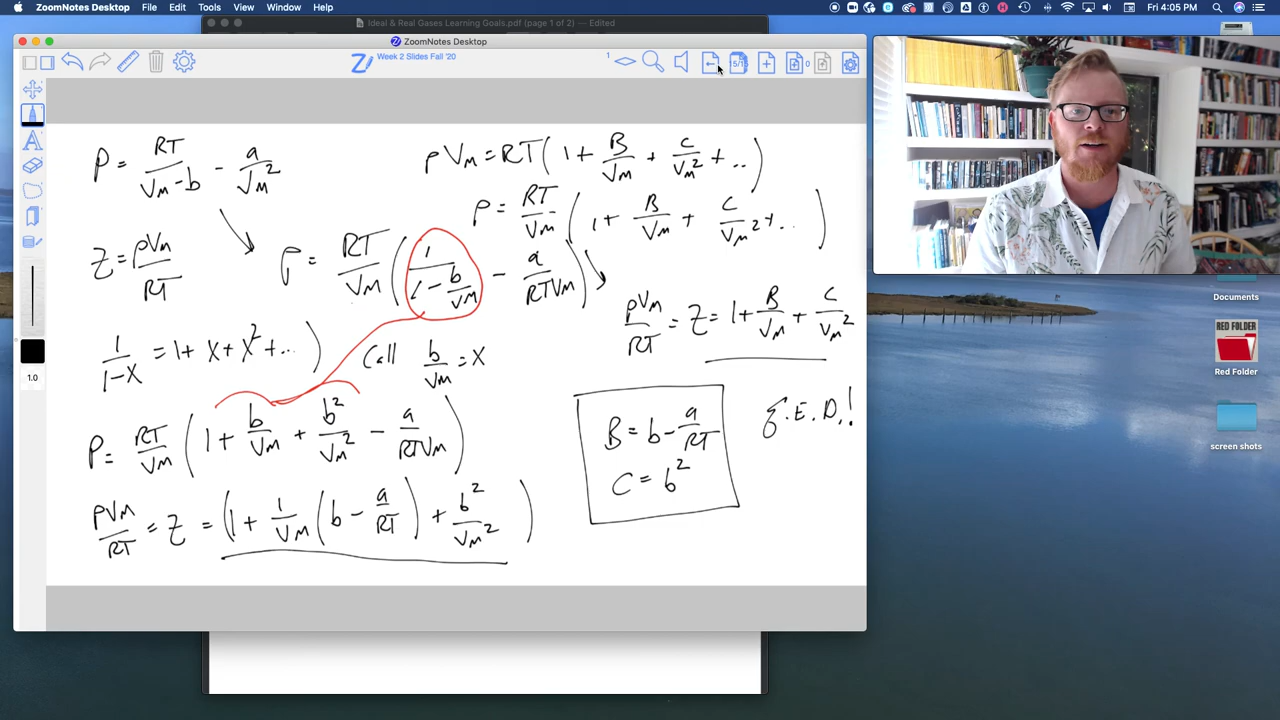 ZoomNotes Desktop File Edit Tools View Window Help
Fri 4:05 PM
Ideal & Real Gases Learning Goals.pdf (page 1 of 2) — Edited
ZoomNotes Desktop
Week 2 Slides Fall '20
1
15/1
0
P = RT/(Vm-b) - a/Vm²
pVm = RT(1 + B/Vm + C/Vm² + ..)
P = RT/Vm (1 + B/Vm + C/Vm² + ...)
Z = pVm/RT
P = RT/Vm (1/(1 - b/Vm) - a/RTVm)
pVm/RT = Z = 1 + B/Vm + C/Vm²
1/(1-x) = 1 + x + x² + ... )
Call b/Vm = x
P = RT/Vm (1 + b/Vm + b²/Vm² - a/RTVm)
B = b - a/RT
C = b²
q.E.D.!
pVm/RT = Z = (1 + 1/Vm (b - a/RT) + b²/Vm²)
1.0
Documents
RED FOLDER
Red Folder
screen shots